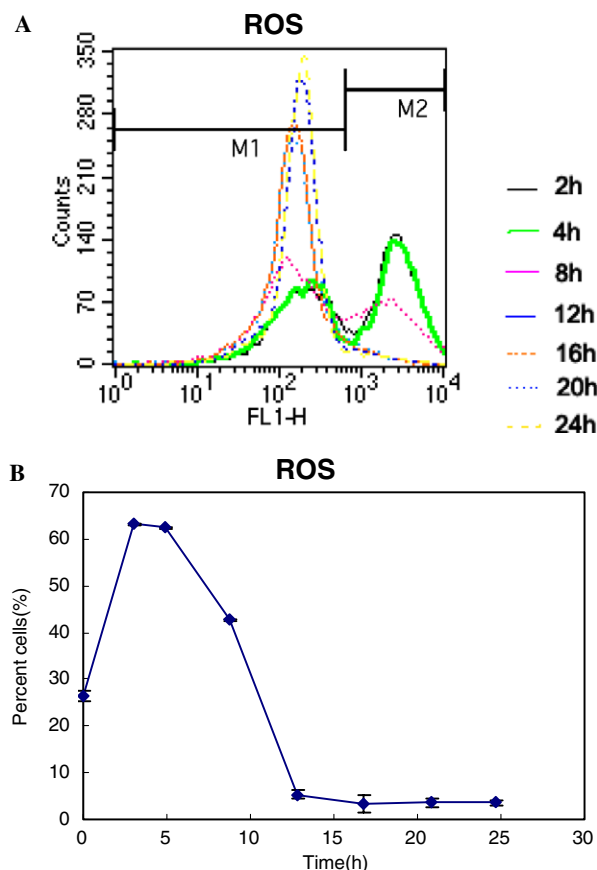 A
ROS
350
280
210
140
70
0
Counts
M1
M2
10^0
10^1
10^2
10^3
10^4
FL1-H
2h
4h
8h
12h
16h
20h
24h
B
ROS
70
60
50
40
30
20
10
0
Percent cells(%)
0
5
10
15
20
25
30
Time(h)